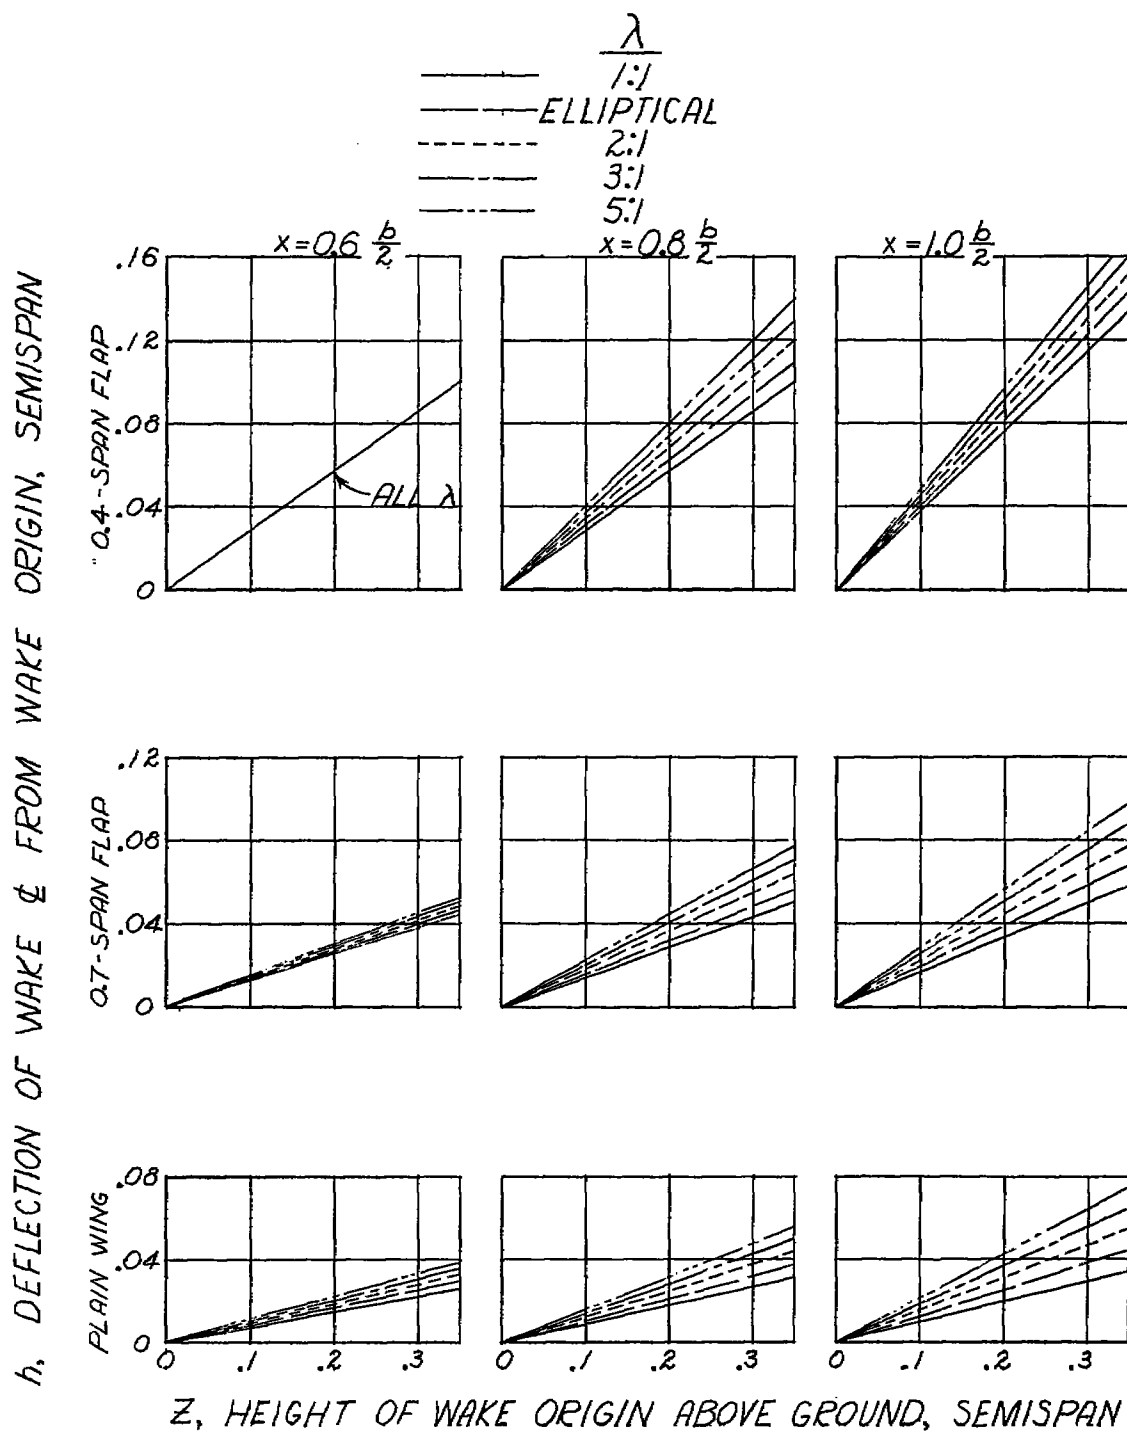 λ
1:1
ELLIPTICAL
2:1
3:1
5:1
x=0.6 b/2
x=0.8 b/2
x=1.0 b/2
h, DEFLECTION OF WAKE ℄ FROM WAKE ORIGIN, SEMISPAN
0.4-SPAN FLAP
.16
.12
.08
.04
0
ALL λ
0.7-SPAN FLAP
.12
.08
.04
0
PLAIN WING
.08
.04
0
0 .1 .2 .3
0 .1 .2 .3
0 .1 .2 .3
Z, HEIGHT OF WAKE ORIGIN ABOVE GROUND, SEMISPAN